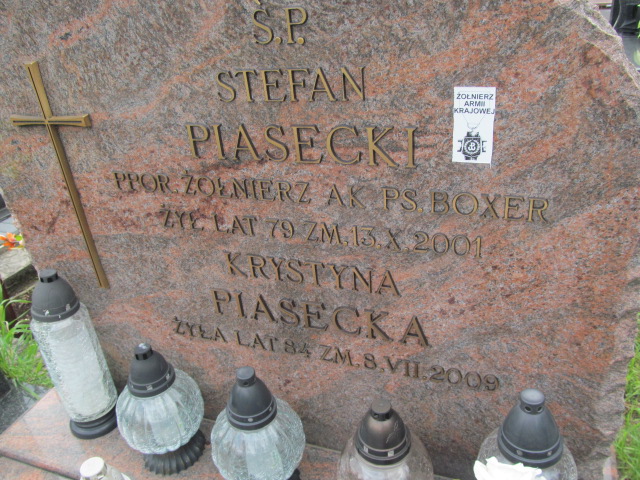 Ś.P.
STEFAN
PIASECKI
ŻOŁNIERZ
ARMII
KRAJOWEJ
PPOR. ŻOŁNIERZ AK PS. BOXER
ŻYŁ LAT 79 ZM. 13.X.2001
KRYSTYNA
PIASECKA
ŻYŁA LAT 84 ZM. 8.VII.2009